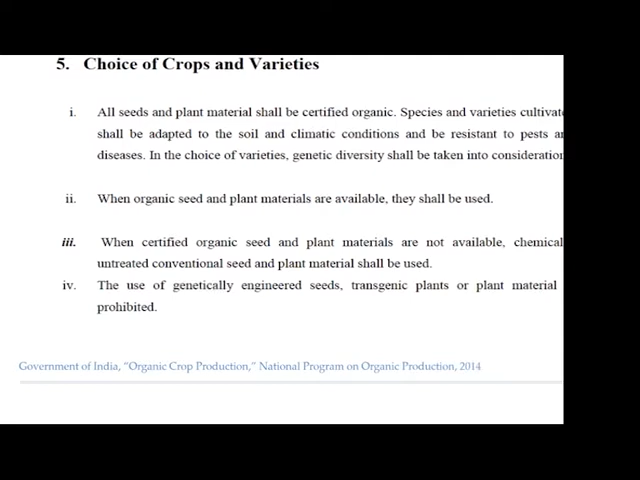 5. Choice of Crops and Varieties
i. All seeds and plant material shall be certified organic. Species and varieties
shall be adapted to the soil and climatic conditions and be resistant to pests
diseases. In the choice of varieties, genetic diversity shall be taken into
ii. When organic seed and plant materials are available, they shall be used.
iii. When certified organic seed and plant materials are not available,
untreated conventional seed and plant material shall be used.
iv. The use of genetically engineered seeds, transgenic plants or plant material
prohibited.
Government of India, “Organic Crop Production,” National Program on Organic Production, 2014